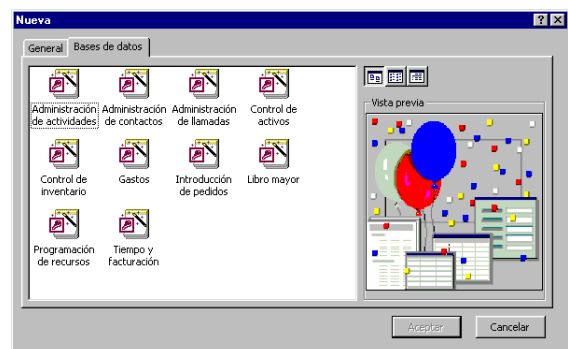 Nueva
General Bases de datos
Administración de actividades
Administración de contactos
Administración de llamadas
Control de activos
Control de inventario
Gastos
Introducción de pedidos
Libro mayor
Programación de recursos
Tiempo y facturación
Vista previa
Aceptar Cancelar